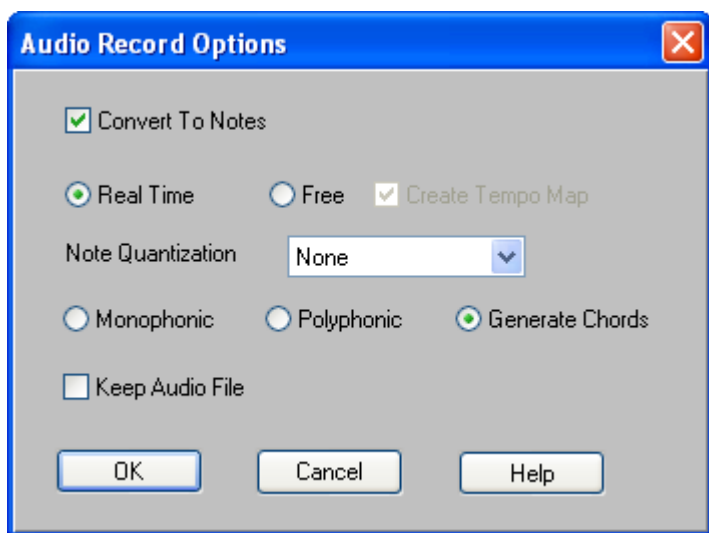 Audio Record Options
Convert To Notes
Real Time Free Create Tempo Map
Note Quantization None
Monophonic Polyphonic Generate Chords
Keep Audio File
OK Cancel Help